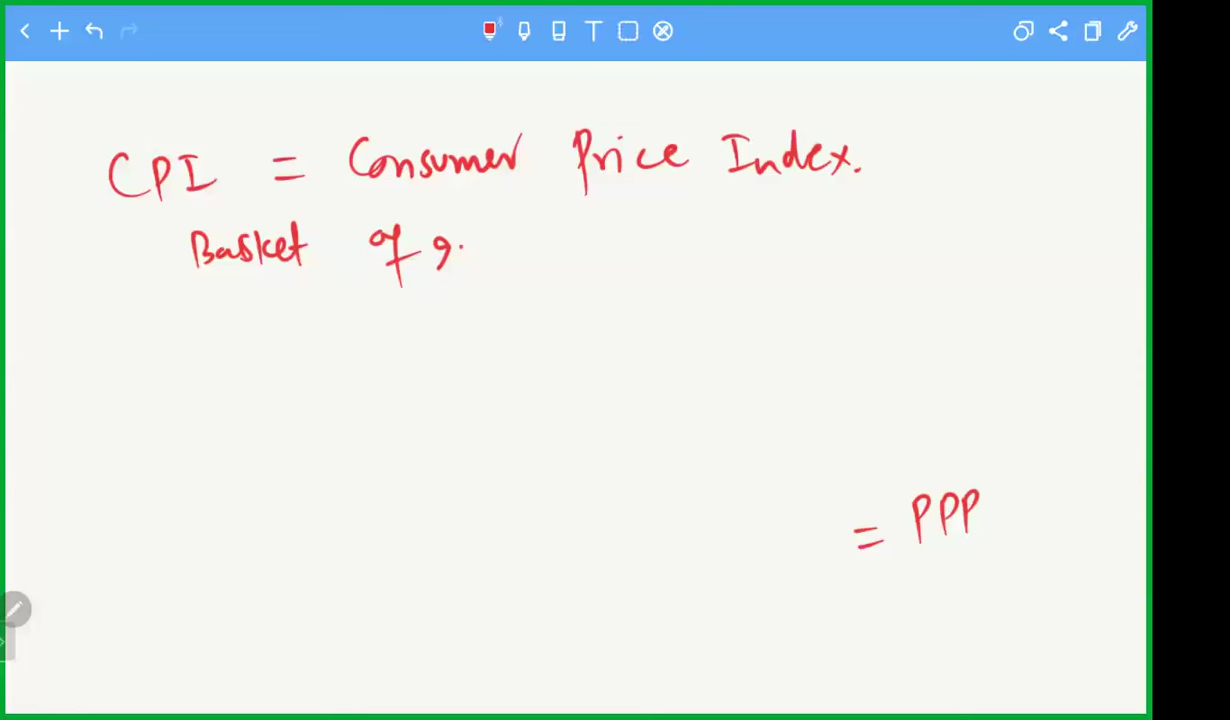 CPI = Consumer Price Index.
Basket of g
= PPP